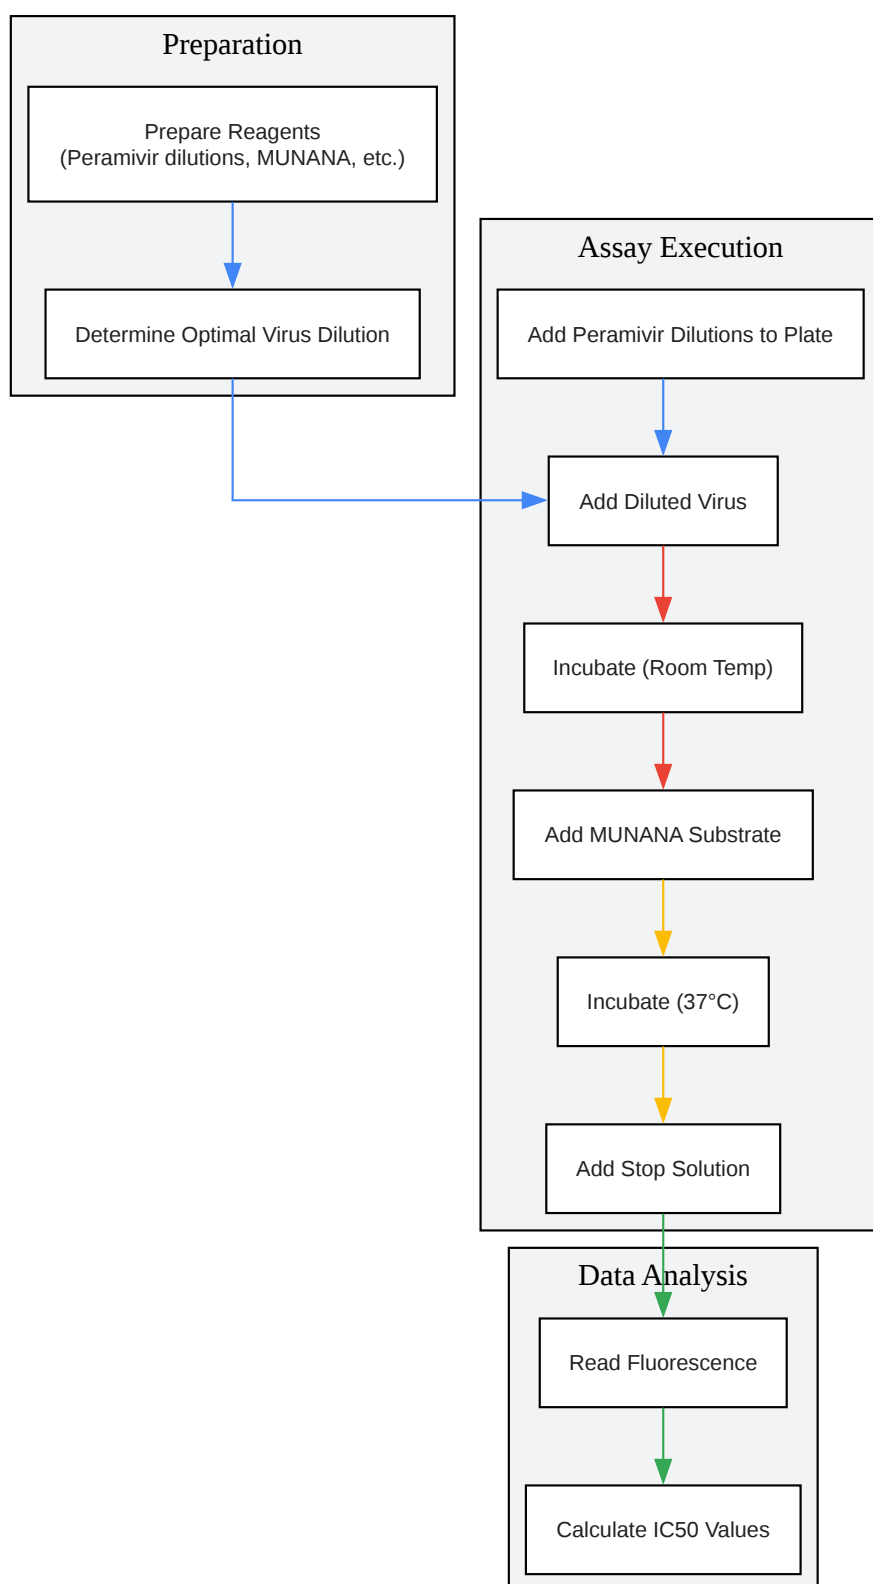 Preparation
Prepare Reagents
(Peramivir dilutions, MUNANA, etc.)
Determine Optimal Virus Dilution
Assay Execution
Add Peramivir Dilutions to Plate
Add Diluted Virus
Incubate (Room Temp)
Add MUNANA Substrate
Incubate (37°C)
Add Stop Solution
Data Analysis
Read Fluorescence
Calculate IC50 Values